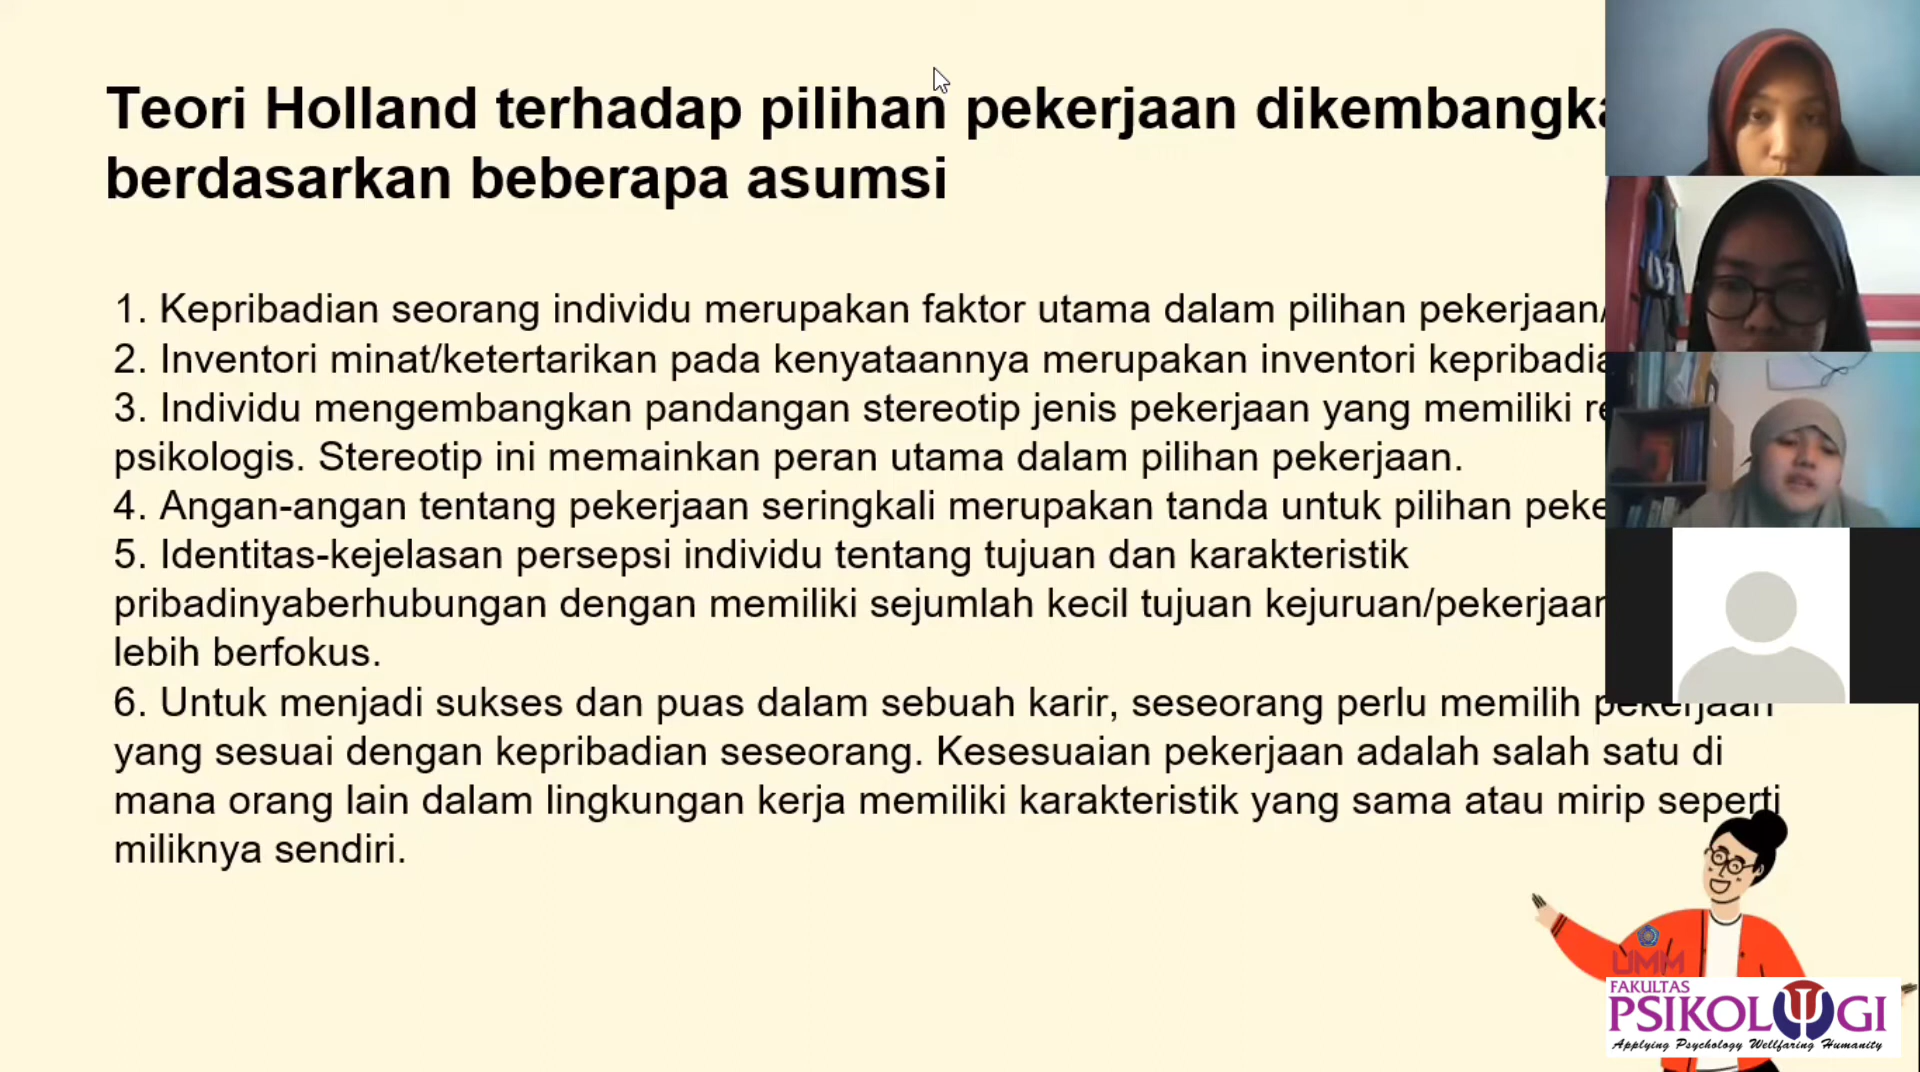 Teori Holland terhadap pilihan pekerjaan
berdasarkan beberapa asumsi
1. Kepribadian seorang individu merupakan faktor utama dalam pilihan pekerjaan/
2. Inventori minat/ketertarikan pada kenyataannya merupakan inventori
3. Individu mengembangkan pandangan stereotip jenis pekerjaan yang memiliki
psikologis. Stereotip ini memainkan peran utama dalam pilihan pekerjaan.
4. Angan-angan tentang pekerjaan seringkali merupakan tanda untuk pilihan
5. Identitas-kejelasan persepsi individu tentang tujuan dan karakteristik
pribadinyaberhubungan dengan memiliki sejumlah kecil tujuan kejuruan/pekerjaan
lebih berfokus.
6. Untuk menjadi sukses dan puas dalam sebuah karir, seseorang perlu memilih pekerjaan
yang sesuai dengan kepribadian seseorang. Kesesuaian pekerjaan adalah salah satu di
mana orang lain dalam lingkungan kerja memiliki karakteristik yang sama atau mirip seperti
miliknya sendiri.
UMM
FAKULTAS
PSIKOLOGI
Applying Psychology Wellfaring Humanity